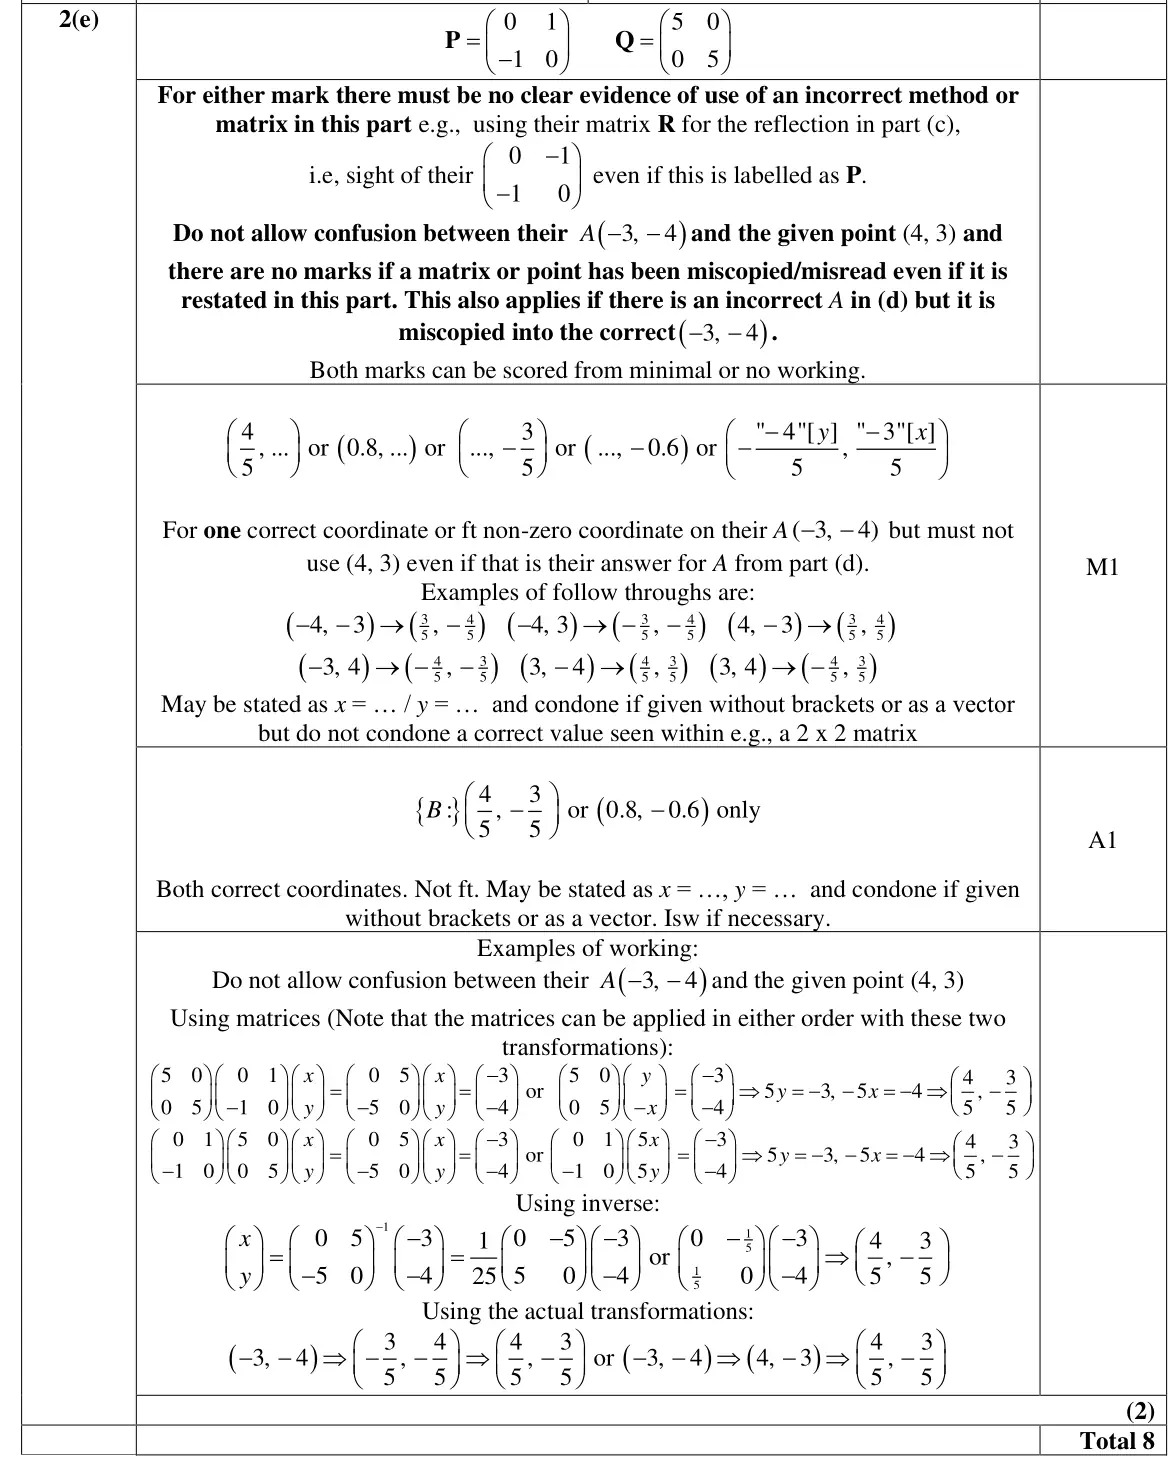 2(e)
P = ( 0 1 / −1 0 )    Q = ( 5 0 / 0 5 )
For either mark there must be no clear evidence of use of an incorrect method or
matrix in this part e.g.,  using their matrix R for the reflection in part (c),
i.e, sight of their ( 0 −1 / −1 0 ) even if this is labelled as P.
Do not allow confusion between their A(−3, −4) and the given point (4, 3) and
there are no marks if a matrix or point has been miscopied/misread even if it is
restated in this part. This also applies if there is an incorrect A in (d) but it is
miscopied into the correct (−3, −4).
Both marks can be scored from minimal or no working.
(4/5, ...) or (0.8, ...) or (..., −3/5) or ( ..., −0.6) or (−"−4"[y]/5, "−3"[x]/5)
For one correct coordinate or ft non-zero coordinate on their A (−3, −4) but must not
use (4, 3) even if that is their answer for A from part (d).
M1
Examples of follow throughs are:
(−4, −3) → (3/5, −4/5)  (−4, 3) → (−3/5, −4/5)  (4, −3) → (3/5, 4/5)
(−3, 4) → (−4/5, −3/5)  (3, −4) → (4/5, 3/5)  (3, 4) → (−4/5, 3/5)
May be stated as x = … / y = …  and condone if given without brackets or as a vector
but do not condone a correct value seen within e.g., a 2 x 2 matrix
{B:} (4/5, −3/5) or (0.8, −0.6) only
A1
Both correct coordinates. Not ft. May be stated as x = …, y = …  and condone if given
without brackets or as a vector. Isw if necessary.
Examples of working:
Do not allow confusion between their A(−3, −4) and the given point (4, 3)
Using matrices (Note that the matrices can be applied in either order with these two
transformations):
( 5 0 / 0 5 )( 0 1 / −1 0 )( x / y ) = ( 0 5 / −5 0 )( x / y ) = ( −3 / −4 ) or ( 5 0 / 0 5 )( y / −x ) = ( −3 / −4 ) ⇒ 5y = −3, −5x = −4 ⇒ (4/5, −3/5)
( 0 1 / −1 0 )( 5 0 / 0 5 )( x / y ) = ( 0 5 / −5 0 )( x / y ) = ( −3 / −4 ) or ( 0 1 / −1 0 )( 5x / 5y ) = ( −3 / −4 ) ⇒ 5y = −3, −5x = −4 ⇒ (4/5, −3/5)
Using inverse:
( x / y ) = ( 0 5 / −5 0 )⁻¹ ( −3 / −4 ) = 1/25 ( 0 −5 / 5 0 )( −3 / −4 ) or ( 0 −1/5 / 1/5 0 )( −3 / −4 ) ⇒ (4/5, −3/5)
Using the actual transformations:
(−3, −4) ⇒ (−3/5, −4/5) ⇒ (4/5, −3/5) or (−3, −4) ⇒ (4, −3) ⇒ (4/5, −3/5)
(2)
Total 8